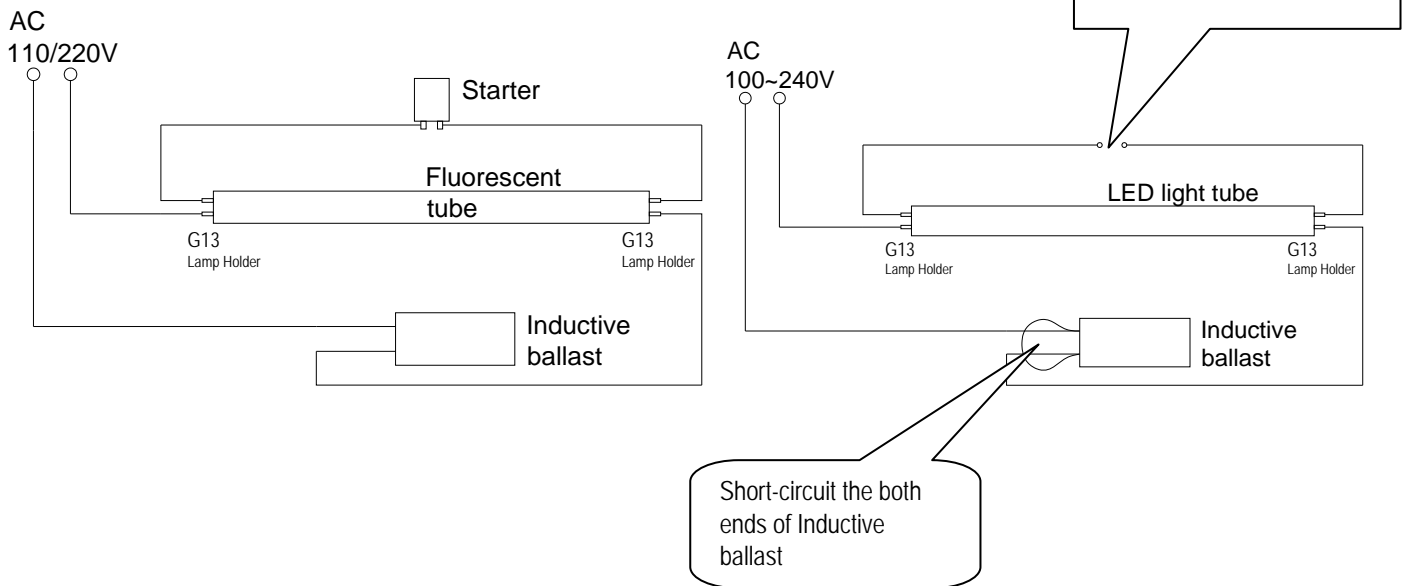 AC
110/220V
Starter
Fluorescent
tube
G13
Lamp Holder
G13
Lamp Holder
Inductive
ballast
AC
100~240V
LED light tube
G13
Lamp Holder
G13
Lamp Holder
Inductive
ballast
Short-circuit the both
ends of Inductive
ballast